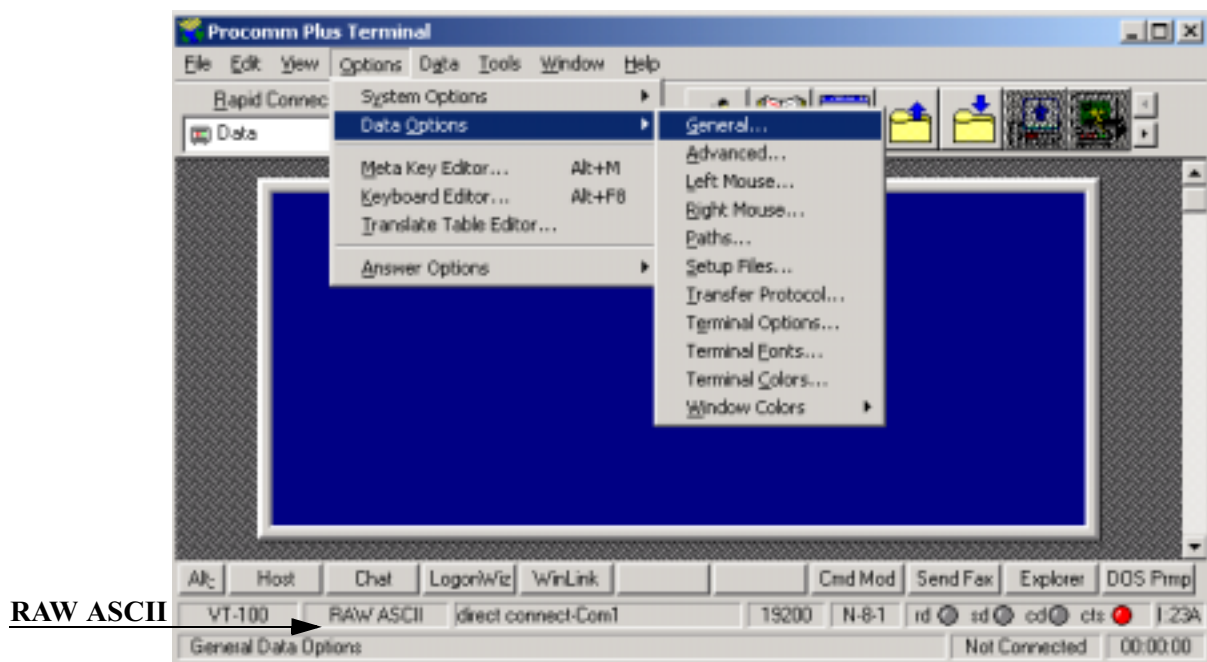 Procomm Plus Terminal
File Edit View Options Data Tools Window Help
Rapid Connec
Data
System Options
Data Options
Meta Key Editor... Alt+M
Keyboard Editor... Alt+F8
Translate Table Editor...
Answer Options
General...
Advanced...
Left Mouse...
Right Mouse...
Paths...
Setup Files...
Transfer Protocol...
Terminal Options...
Terminal Fonts...
Terminal Colors...
Window Colors
Alt- Host Chat LogonWiz WinLink Cmd Mod Send Fax Explorer DOS Prmp
RAW ASCII
VT-100 RAW ASCII direct connect-Com1 19200 N-8-1 rd sd cd cts 1:23A
General Data Options Not Connected 00:00:00